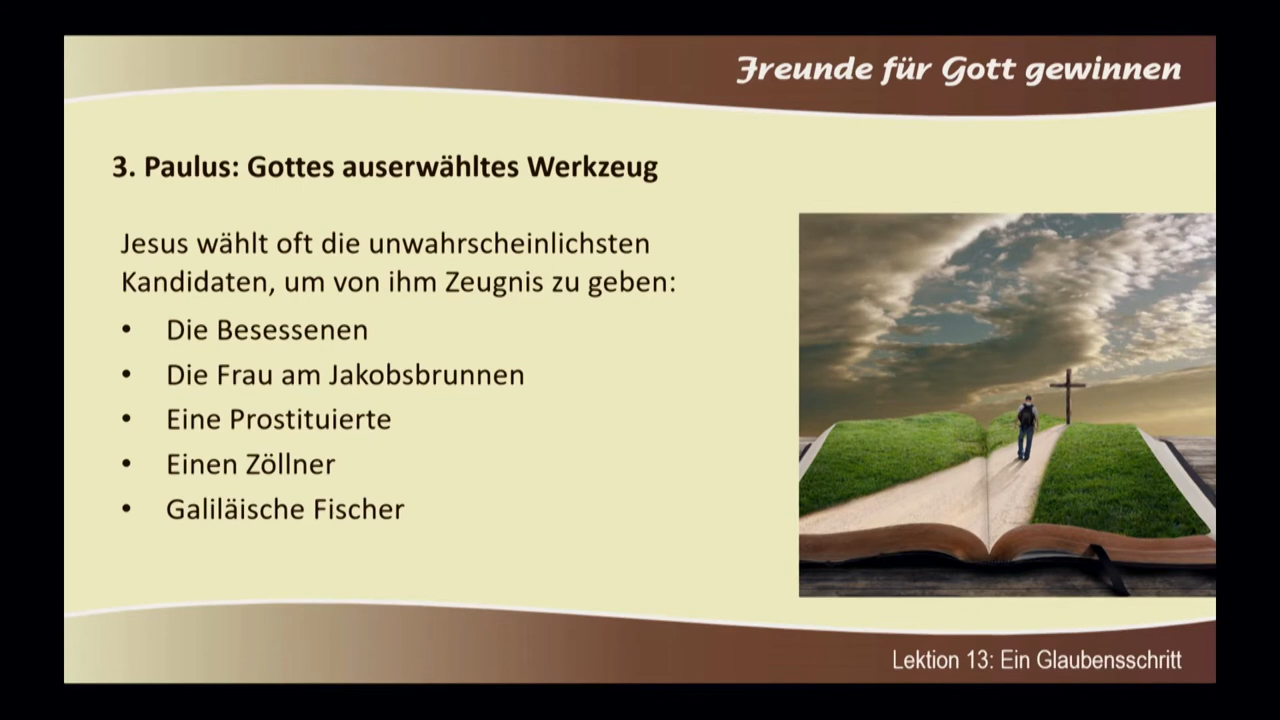 Freunde für Gott gewinnen
3. Paulus: Gottes auserwähltes Werkzeug
Jesus wählt oft die unwahrscheinlichsten
Kandidaten, um von ihm Zeugnis zu geben:
• Die Besessenen
• Die Frau am Jakobsbrunnen
• Eine Prostituierte
• Einen Zöllner
• Galiläische Fischer
Lektion 13: Ein Glaubensschritt